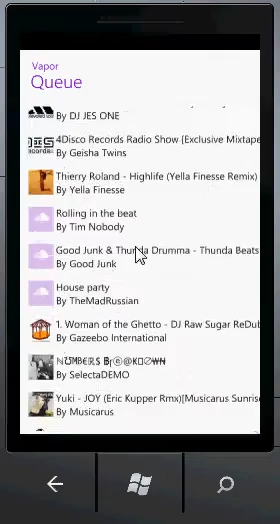 Vapor
Queue
By DJ JES ONE
4Disco Records Radio Show [Exclusive Mixtape
By Geisha Twins
Thierry Roland - Highlife (Yella Finesse Remix)
By Yella Finesse
Rolling in the beat
By Tim Nobody
Good Junk & Thunda Drumma - Thunda Beats
By Good Junk
House party
By TheMadRussian
1. Woman of the Ghetto - DJ Raw Sugar ReDub
By Gazeebo International
By SelectaDEMO
Yuki - JOY (Eric Kupper Rmx)[Musicarus Sunrise
By Musicarus